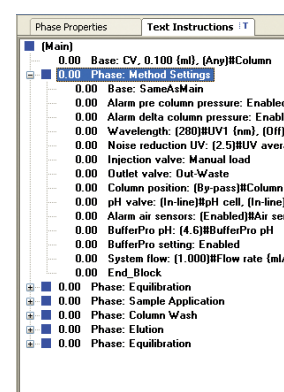 Phase Properties Text Instructions T
(Main)
0.00 Base: CV, 0.100 {ml}, (Any)#Column
0.00 Phase: Method Settings
0.00 Base: SameAsMain
0.00 Alarm pre column pressure: Enabled
0.00 Alarm delta column pressure: Enabl
0.00 Wavelength: (280)#UV1 {nm}, (Off)
0.00 Noise reduction UV: (2.5)#UV aver
0.00 Injection valve: Manual load
0.00 Outlet valve: Out-Waste
0.00 Column position: (By-pass)#Column
0.00 pH valve: (In-line)#pH cell, (In-line)
0.00 Alarm air sensors: (Enabled)#Air se
0.00 BufferPro pH: (4.6)#BufferPro pH
0.00 BufferPro setting: Enabled
0.00 System flow: (1.000)#Flow rate {ml/
0.00 End_Block
0.00 Phase: Equilibration
0.00 Phase: Sample Application
0.00 Phase: Column Wash
0.00 Phase: Elution
0.00 Phase: Equilibration